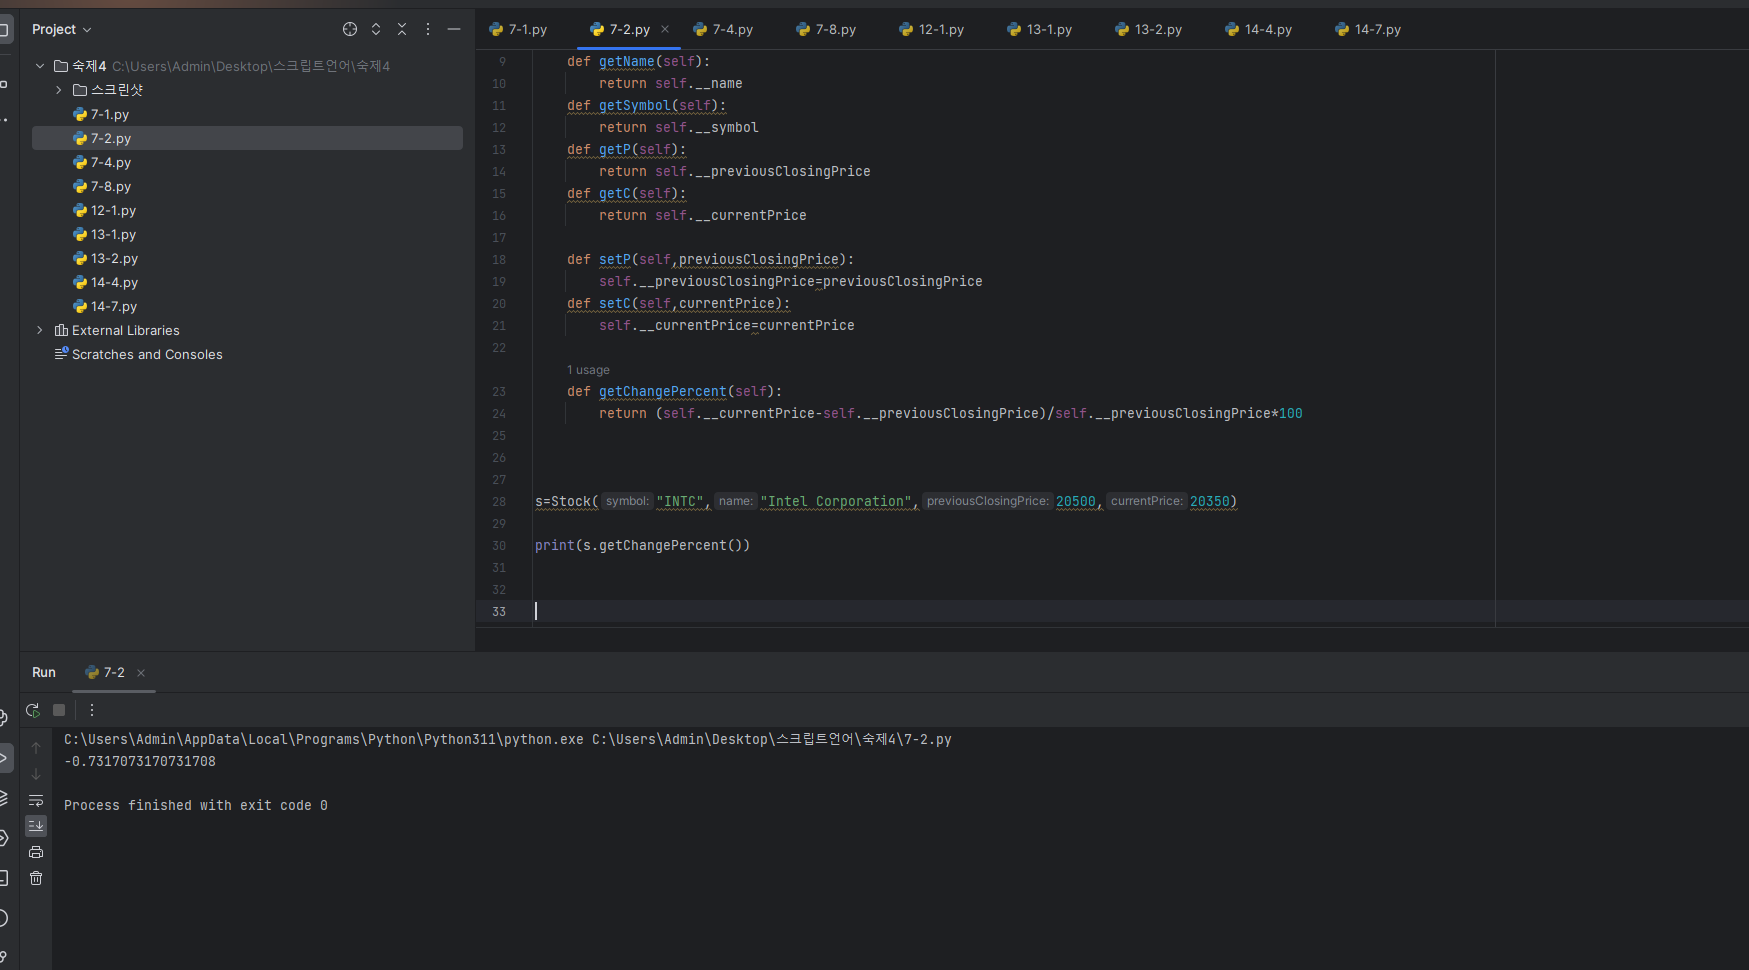 Project
숙제4 C:\Users\Admin\Desktop\스크립트언어\숙제4
스크린샷
7-1.py
7-2.py
7-4.py
7-8.py
12-1.py
13-1.py
13-2.py
14-4.py
14-7.py
External Libraries
Scratches and Consoles
7-1.py 7-2.py 7-4.py 7-8.py 12-1.py 13-1.py 13-2.py 14-4.py 14-7.py
9 def getName(self):
10 return self.__name
11 def getSymbol(self):
12 return self.__symbol
13 def getP(self):
14 return self.__previousClosingPrice
15 def getC(self):
16 return self.__currentPrice
17
18 def setP(self,previousClosingPrice):
19 self.__previousClosingPrice=previousClosingPrice
20 def setC(self,currentPrice):
21 self.__currentPrice=currentPrice
22
1 usage
23 def getChangePercent(self):
24 return (self.__currentPrice-self.__previousClosingPrice)/self.__previousClosingPrice*100
25
26
27
28 s=Stock( symbol: "INTC", name: "Intel Corporation", previousClosingPrice: 20500, currentPrice: 20350)
29
30 print(s.getChangePercent())
31
32
33
Run 7-2
C:\Users\Admin\AppData\Local\Programs\Python\Python311\python.exe C:\Users\Admin\Desktop\스크립트언어\숙제4\7-2.py
-0.7317073170731708
Process finished with exit code 0